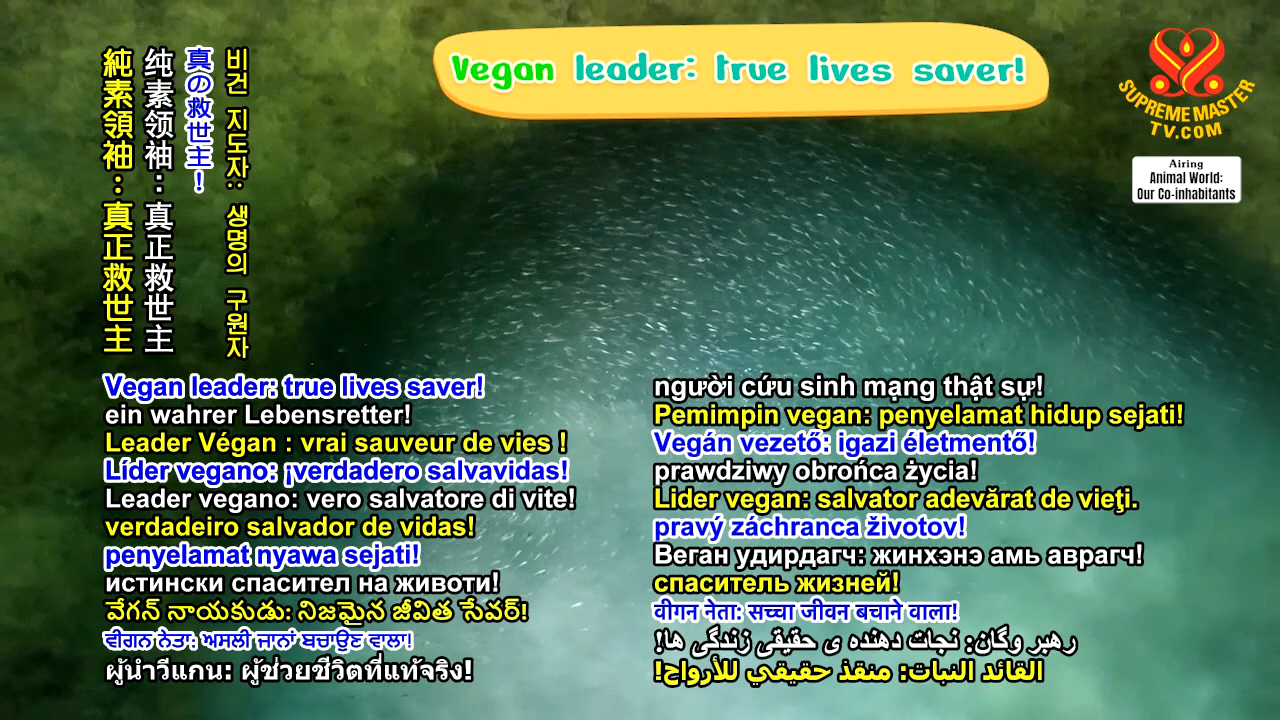 Vegan leader: true lives saver!
SUPREME MASTER
TV.COM
Airing
Animal World:
Our Co-inhabitants
純素領袖：真正救世主
纯素领袖：真正救世主
真の救世主！
비건 지도자: 생명의 구원자
Vegan leader: true lives saver!
ein wahrer Lebensretter!
Leader Végan : vrai sauveur de vies !
Líder vegano: ¡verdadero salvavidas!
Leader vegano: vero salvatore di vite!
verdadeiro salvador de vidas!
penyelamat nyawa sejati!
истински спасител на животи!
వేగన్ నాయకుడు: నిజమైన జీవిత సేవర్!
ਵੀਗਨ ਨੇਤਾ: ਅਸਲੀ ਜਾਨਾਂ ਬਚਾਉਣ ਵਾਲਾ!
ผู้นำวีแกน: ผู้ช่วยชีวิตที่แท้จริง!
người cứu sinh mạng thật sự!
Pemimpin vegan: penyelamat hidup sejati!
Vegán vezető: igazi életmentő!
prawdziwy obrońca życia!
Lider vegan: salvator adevărat de vieţi.
pravý záchranca životov!
Веган удирдагч: жинхэнэ амь аврагч!
спаситель жизней!
वीगन नेता: सच्चा जीवन बचाने वाला!
رهبر وگان: نجات دهنده ی حقیقی زندگی ها!
القائد النبات: منقذ حقيقي للأرواح!